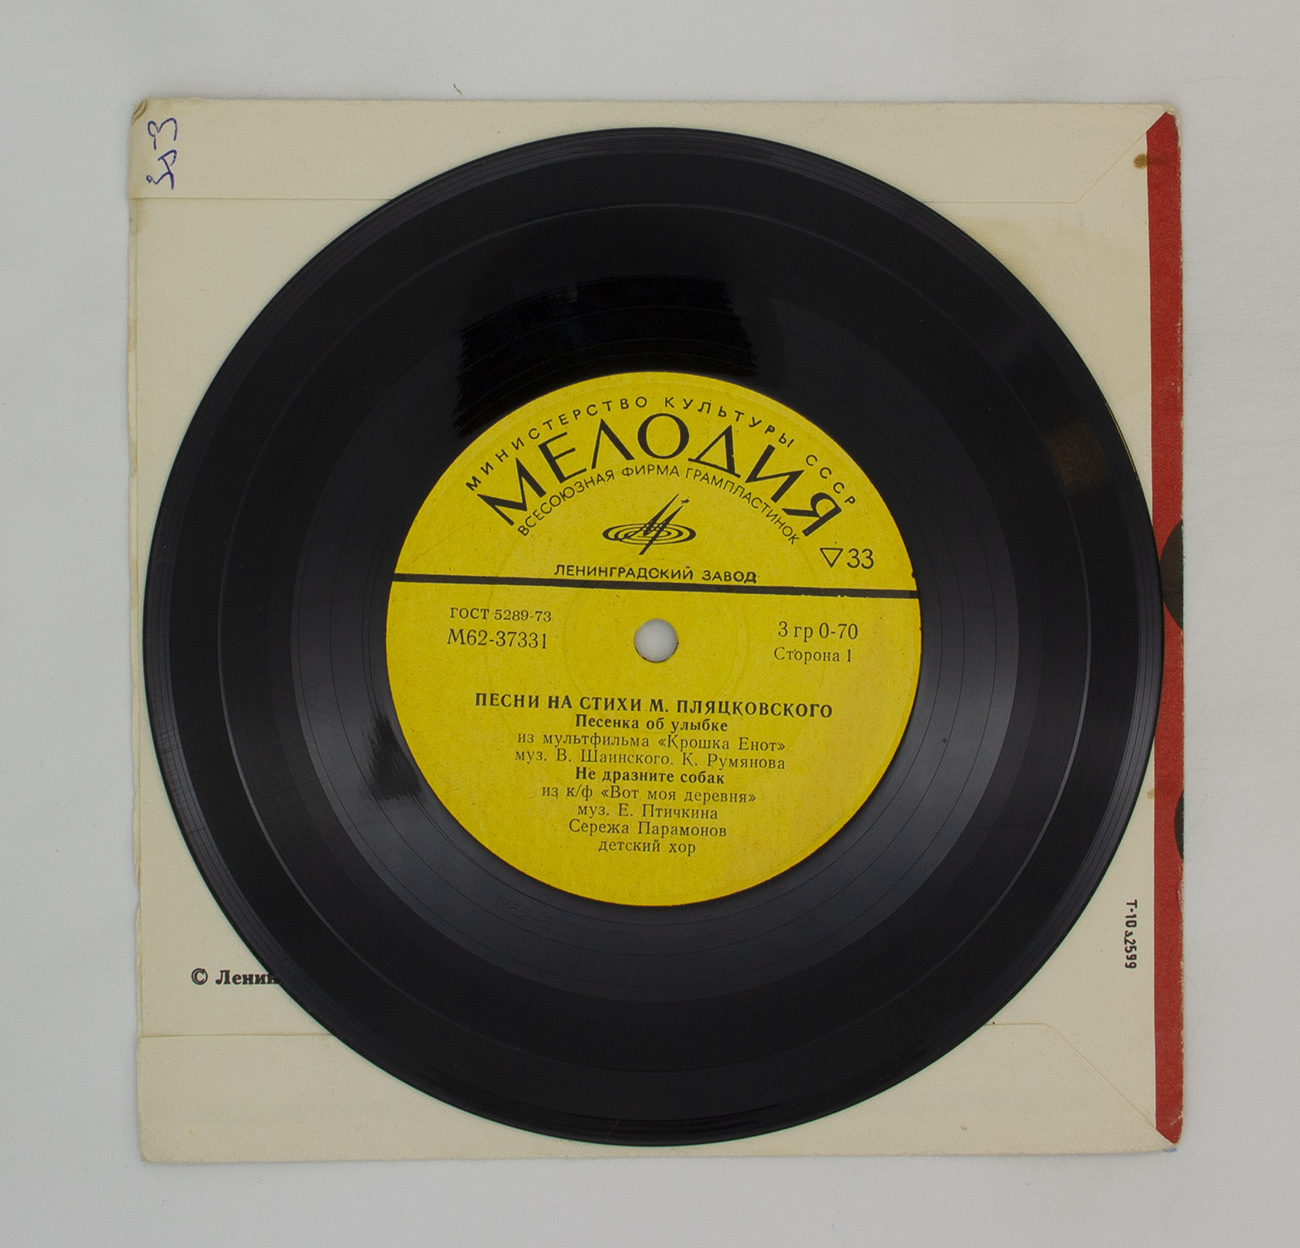 МИНИСТЕРСТВО КУЛЬТУРЫ СССР
МЕЛОДИЯ
ВСЕСОЮЗНАЯ ФИРМА ГРАМПЛАСТИНОК
▽33
ЛЕНИНГРАДСКИЙ ЗАВОД
ГОСТ 5289-73
М62-37331
3 гр 0-70
Сторона 1
ПЕСНИ НА СТИХИ М. ПЛЯЦКОВСКОГО
Песенка об улыбке
из мультфильма «Крошка Енот»
муз. В. Шаинского. К. Румянова
Не дразните собак
из к/ф «Вот моя деревня»
муз. Е. Птичкина
Сережа Парамонов
детский хор
© Ленин